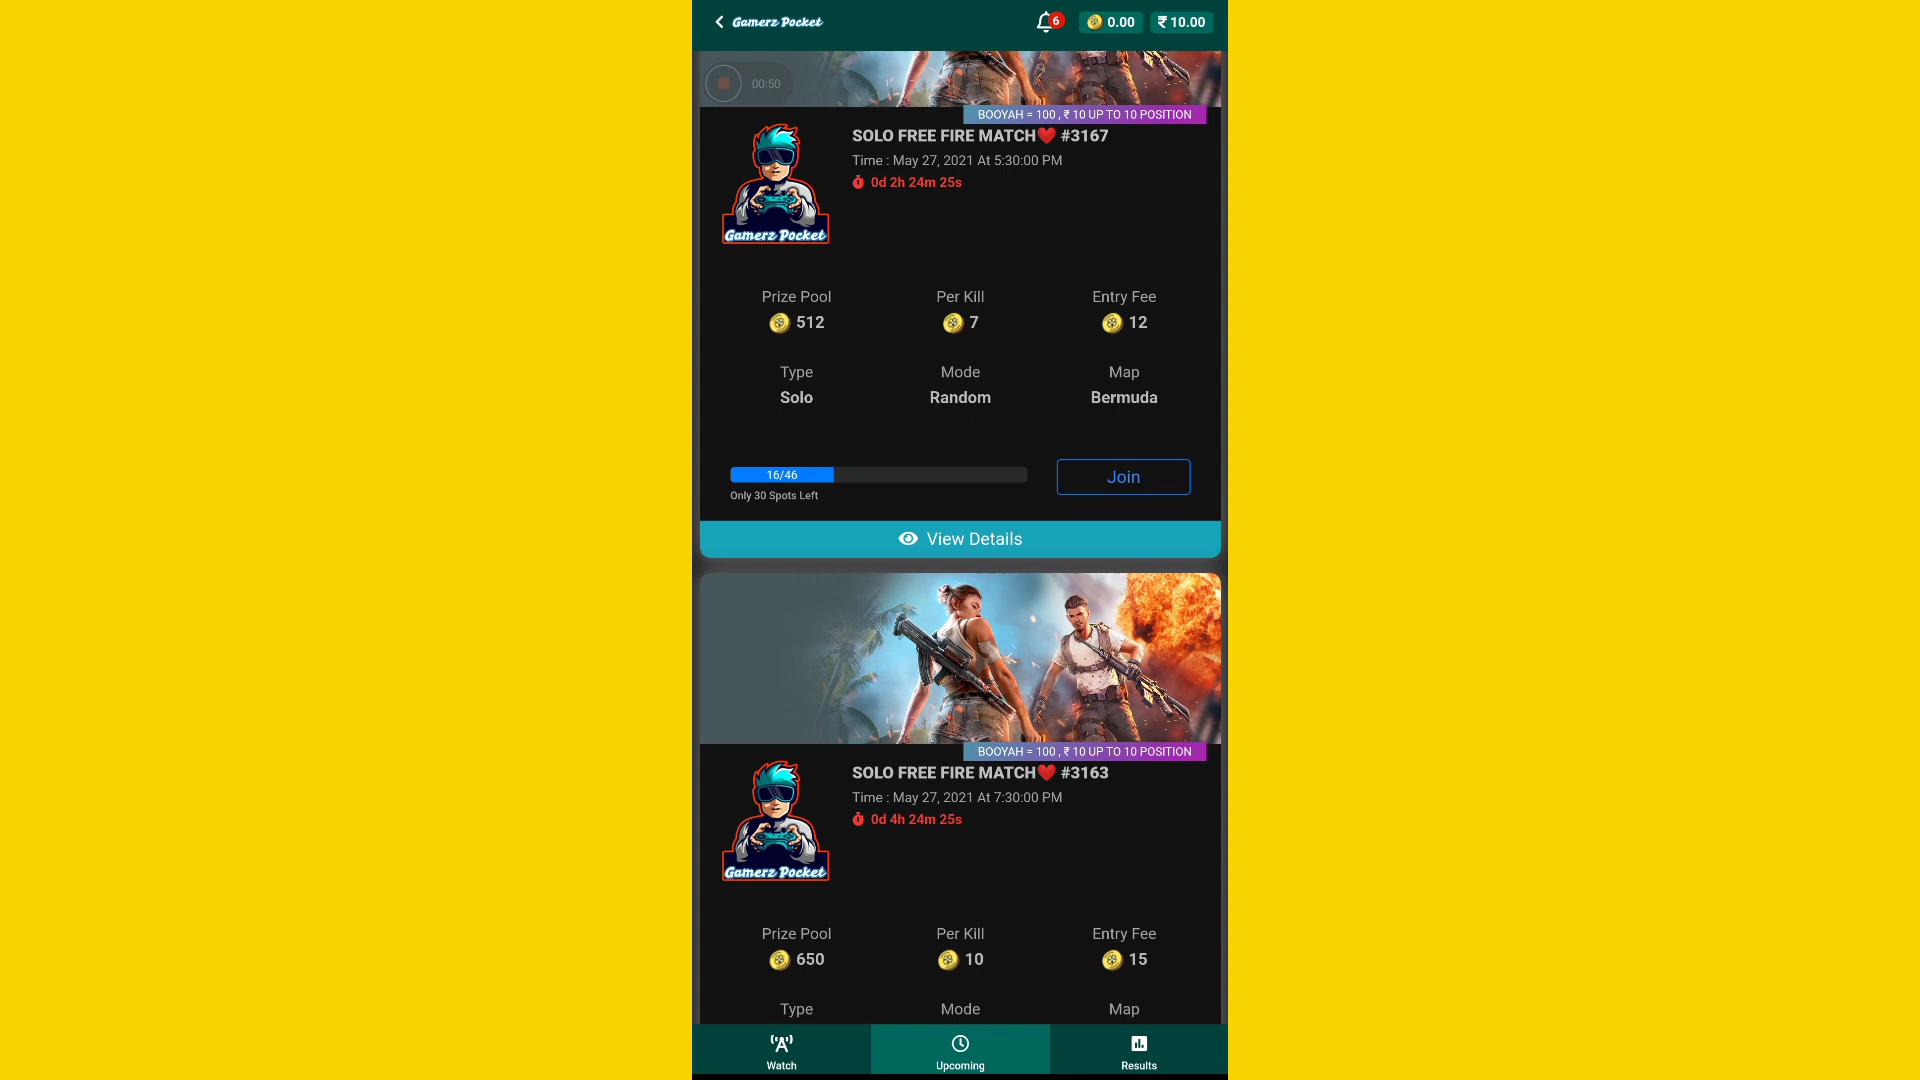 Gamerz Pocket
6
0.00
₹ 10.00
00:50
BOOYAH = 100 , ₹ 10 UP TO 10 POSITION
SOLO FREE FIRE MATCH❤️ #3167
Time : May 27, 2021 At 5:30:00 PM
0d 2h 24m 25s
Gamerz Pocket
Prize Pool Per Kill Entry Fee
512 7 12
Type Mode Map
Solo Random Bermuda
16/46
Join
Only 30 Spots Left
View Details
BOOYAH = 100 , ₹ 10 UP TO 10 POSITION
SOLO FREE FIRE MATCH❤️ #3163
Time : May 27, 2021 At 7:30:00 PM
0d 4h 24m 25s
Gamerz Pocket
Prize Pool Per Kill Entry Fee
650 10 15
Type Mode Map
Watch Upcoming Results